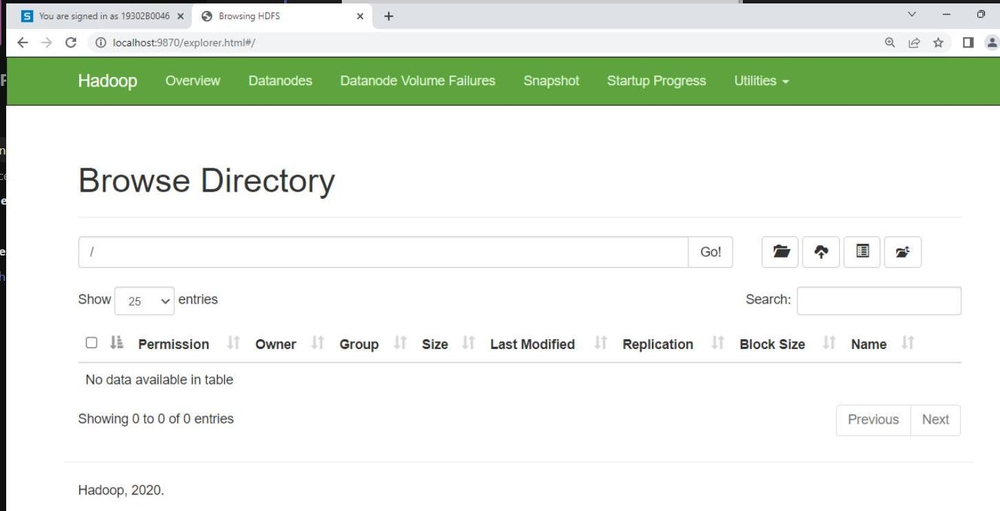 You are signed in as 19302B0046
Browsing HDFS
localhost:9870/explorer.html#/
Hadoop Overview Datanodes Datanode Volume Failures Snapshot Startup Progress Utilities
Browse Directory
/ Go!
Show 25 entries Search:
Permission Owner Group Size Last Modified Replication Block Size Name
No data available in table
Showing 0 to 0 of 0 entries Previous Next
Hadoop, 2020.